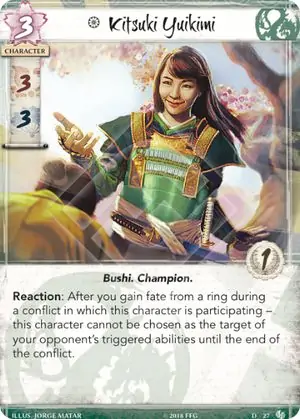 3
Kitsuki Yuikimi
CHARACTER
3
3
Bushi. Champion.
1
Reaction: After you gain fate from a ring during
a conflict in which this character is participating –
this character cannot be chosen as the target of
your opponent's triggered abilities until the end of
the conflict.
ILLUS. JORGE MATAR © 2018 FFG D 27